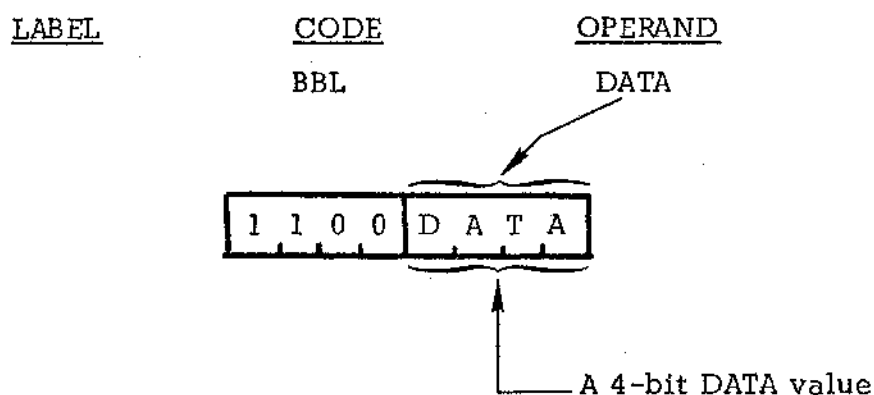 LABEL CODE OPERAND
BBL DATA
1 1 0 0 D A T A
A 4-bit DATA value